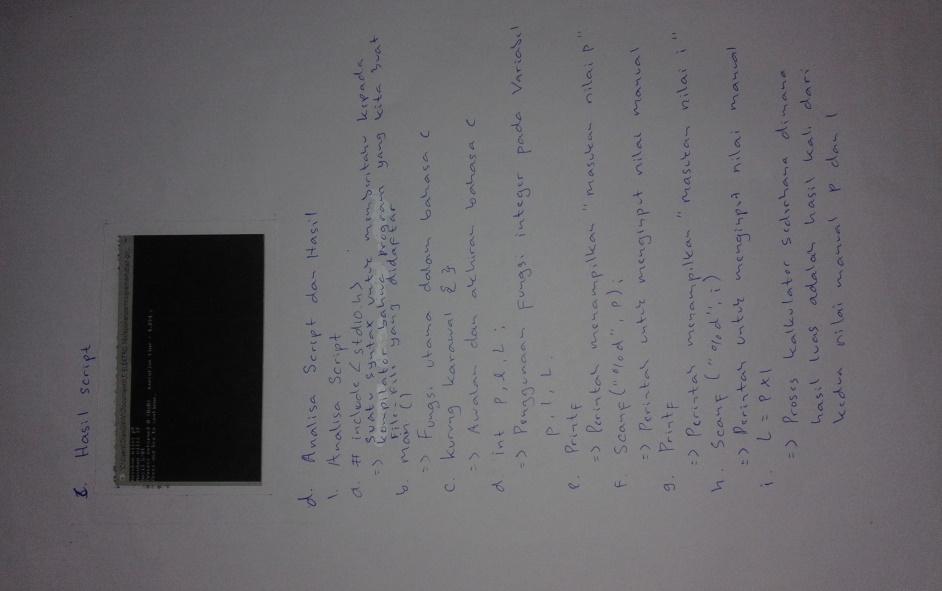 c. Hasil script
d. Analisa Script dan Hasil
1. Analisa Script
a. # include <stdio h>
=> Suatu syntax untuk memberitahu kepada
kompilator bahwa program yang kita buat
File-File yang didaftar
b. main ()
=> Fungsi utama dalam bahasa C
c. kurung karawal { }
=> Awalan dan akhiran bahasa C
d int P, l, L ;
=> Penggunaan Fungsi integer pada Variabel
P, l, L.
e. Printf
=> Perintah menampilkan "masukan nilai p"
f. Scanf ("%d", P);
=> Perintah untuk menginput nilai manual
g. Printf
=> Perintah menampilkan "masukan nilai i"
h. Scanf ("%d", i)
=> Perintah untuk menginput nilai manual
i. L = P x l
=> Proses kalkulator sederhana dimana
hasil luas adalah hasil kali dari
kedua nilai manual p dan l